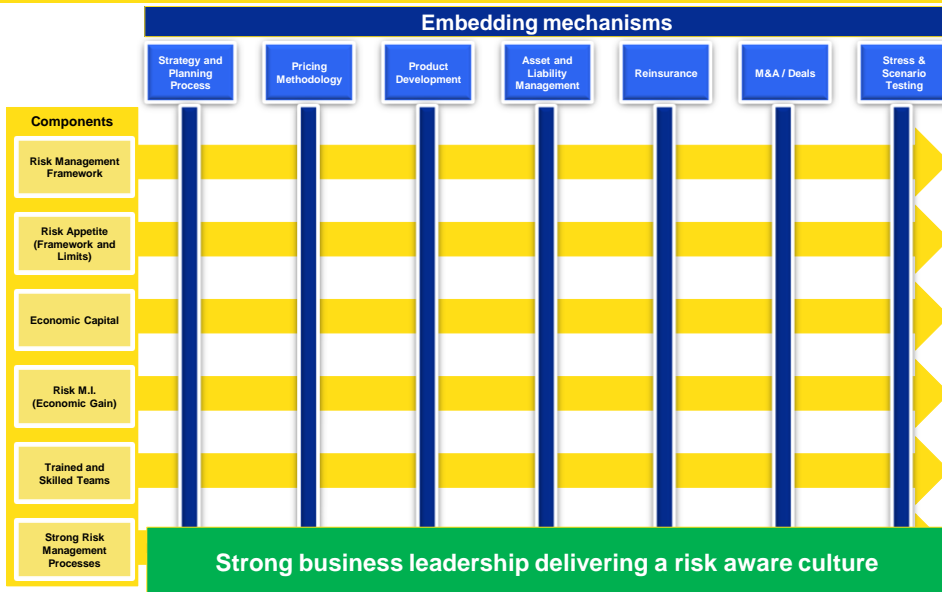 Embedding mechanisms
Strategy and
Planning
Process
Pricing
Methodology
Product
Development
Asset and
Liability
Management
Reinsurance
M&A / Deals
Stress &
Scenario
Testing
Components
Risk Management
Framework
Risk Appetite
(Framework and
Limits)
Economic Capital
Risk M.I.
(Economic Gain)
Trained and
Skilled Teams
Strong Risk
Management
Processes
Strong business leadership delivering a risk aware culture